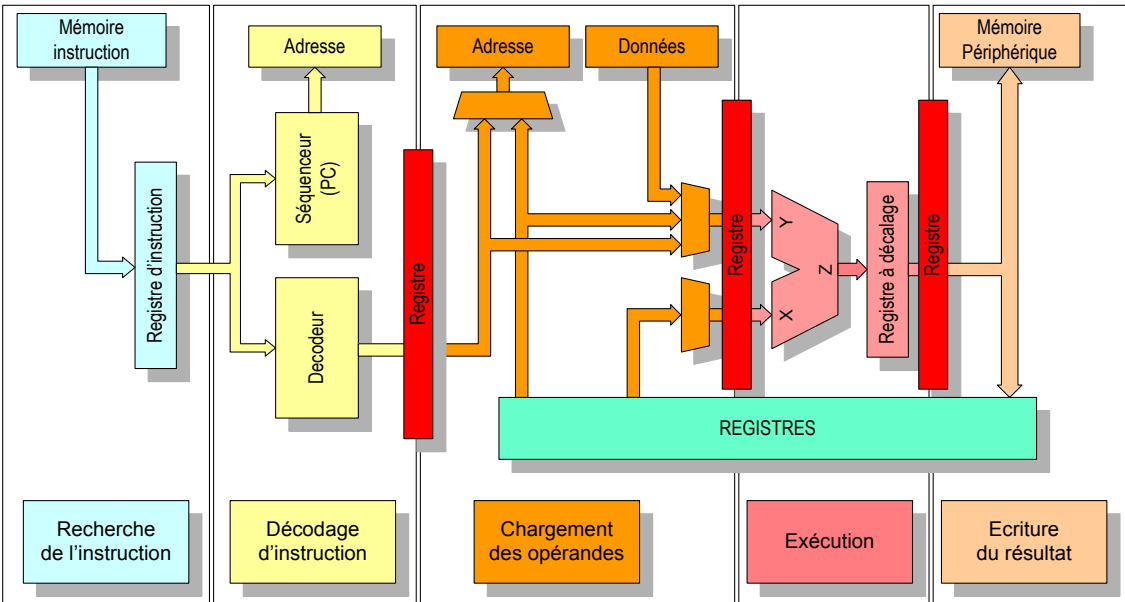 Mémoire
instruction
Adresse
Adresse
Données
Mémoire
Périphérique
Registre d'instruction
Séquenceur
(PC)
Decodeur
Registre
Registre
Y
X
Z
Registre à décalage
Registre
REGISTRES
Recherche
de l'instruction
Décodage
d'instruction
Chargement
des opérandes
Exécution
Ecriture
du résultat